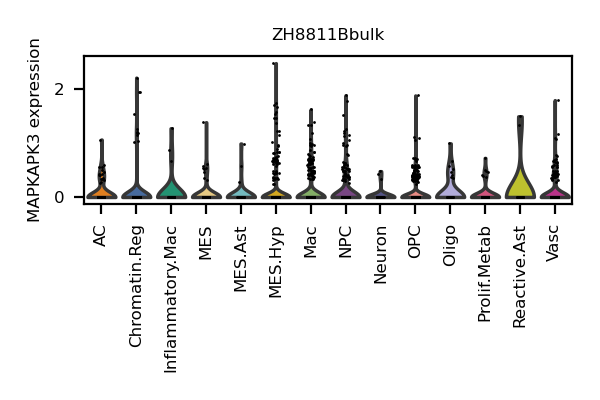 ZH8811Bbulk
MAPKAPK3 expression
2
0
AC
Chromatin.Reg
Inflammatory.Mac
MES
MES.Ast
MES.Hyp
Mac
NPC
Neuron
OPC
Oligo
Prolif.Metab
Reactive.Ast
Vasc